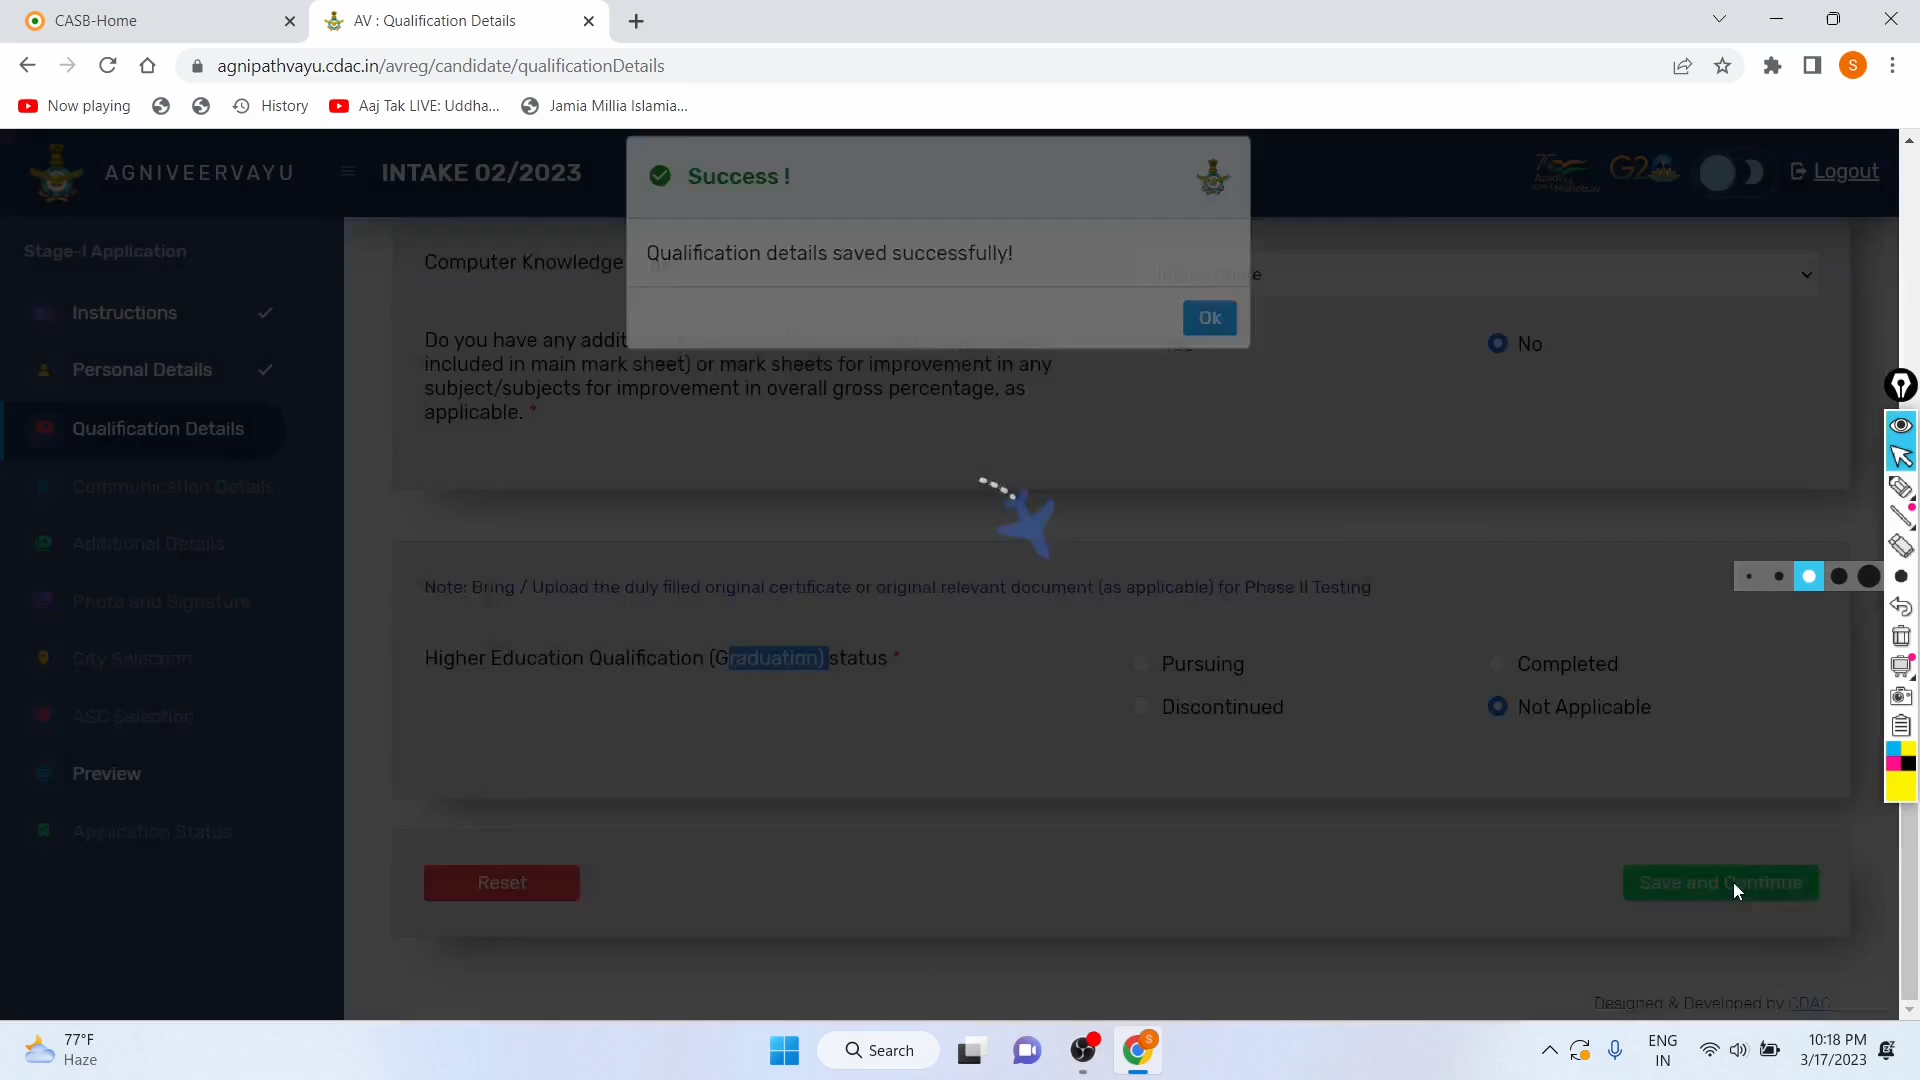 CASB-Home
AV : Qualification Details
agnipathvayu.cdac.in/avreg/candidate/qualificationDetails
S
Now playing
History
Aaj Tak LIVE: Uddha...
Jamia Millia Islamia...
AGNIVEERVAYU
INTAKE 02/2023
G20
Logout
Success !
Qualification details saved successfully!
Ok
Stage-I Application
Instructions
Personal Details
Qualification Details
Communication Details
Additional Details
Photo and Signature
City Selection
ASC Selection
Preview
Application Status
Computer Knowledge
Do you have any addit
included in main mark sheet) or mark sheets for improvement in any
subject/subjects for improvement in overall gross percentage, as
applicable. *
No
Note: Bring / Upload the duly filled original certificate or original relevant document (as applicable) for Phase II Testing
Higher Education Qualification (Graduation) status *
Pursuing
Completed
Discontinued
Not Applicable
Reset
Save and Continue
Designed & Developed by CDAC
77°F
Haze
Search
S
ENG
IN
10:18 PM
3/17/2023